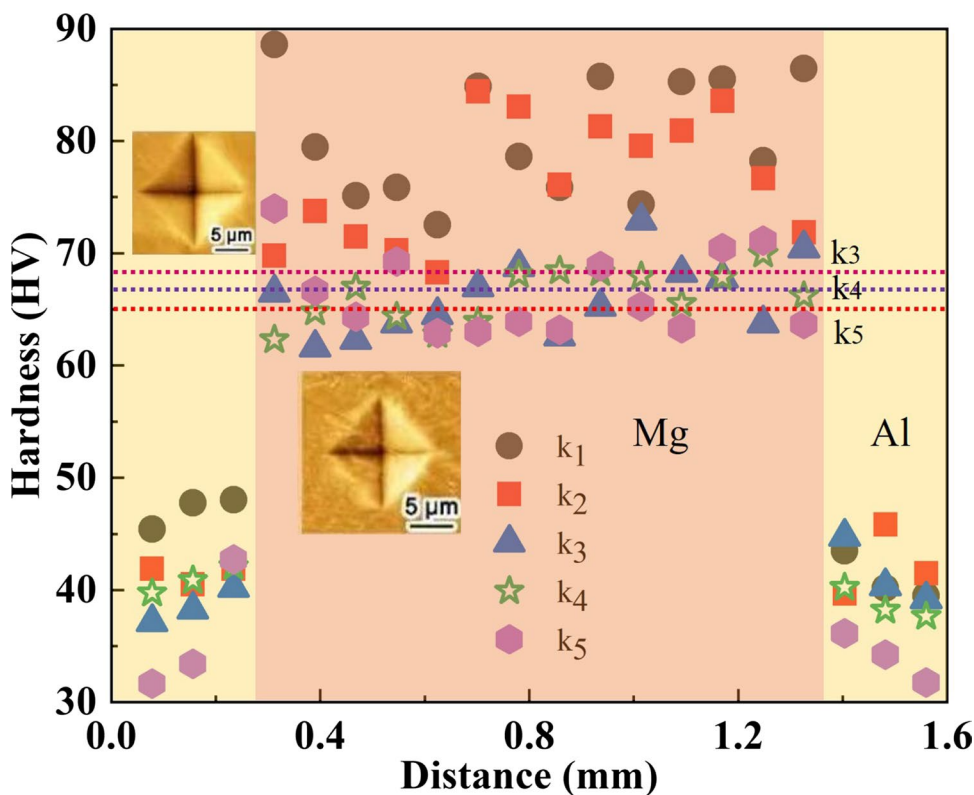 90
80
70
60
50
40
30
Hardness (HV)
5 μm
k3
k4
k5
5 μm
Mg
Al
k₁
k₂
k₃
k₄
k₅
0.0 0.4 0.8 1.2 1.6
Distance (mm)